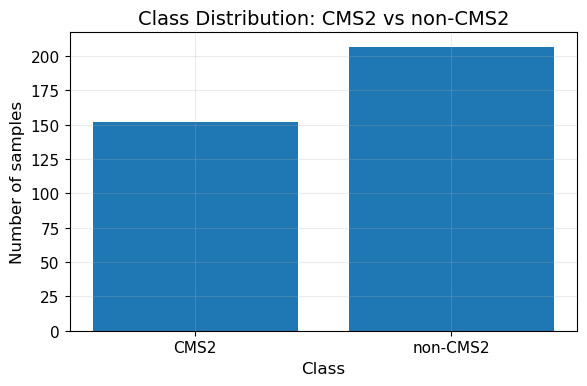 Class Distribution: CMS2 vs non-CMS2
Number of samples
200
175
150
125
100
75
50
25
0
CMS2
non-CMS2
Class